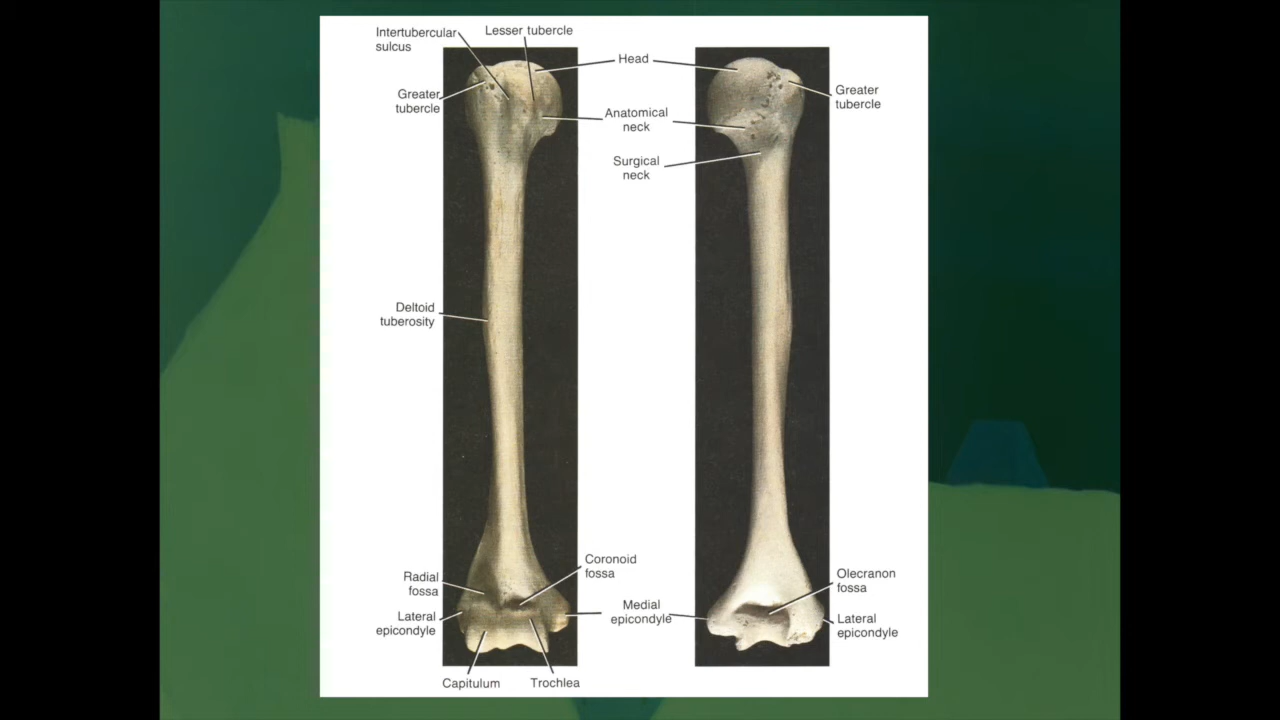 Intertubercular
sulcus
Lesser tubercle
Head
Greater
tubercle
Greater
tubercle
Anatomical
neck
Surgical
neck
Deltoid
tuberosity
Coronoid
fossa
Radial
fossa
Olecranon
fossa
Lateral
epicondyle
Medial
epicondyle
Lateral
epicondyle
Capitulum
Trochlea